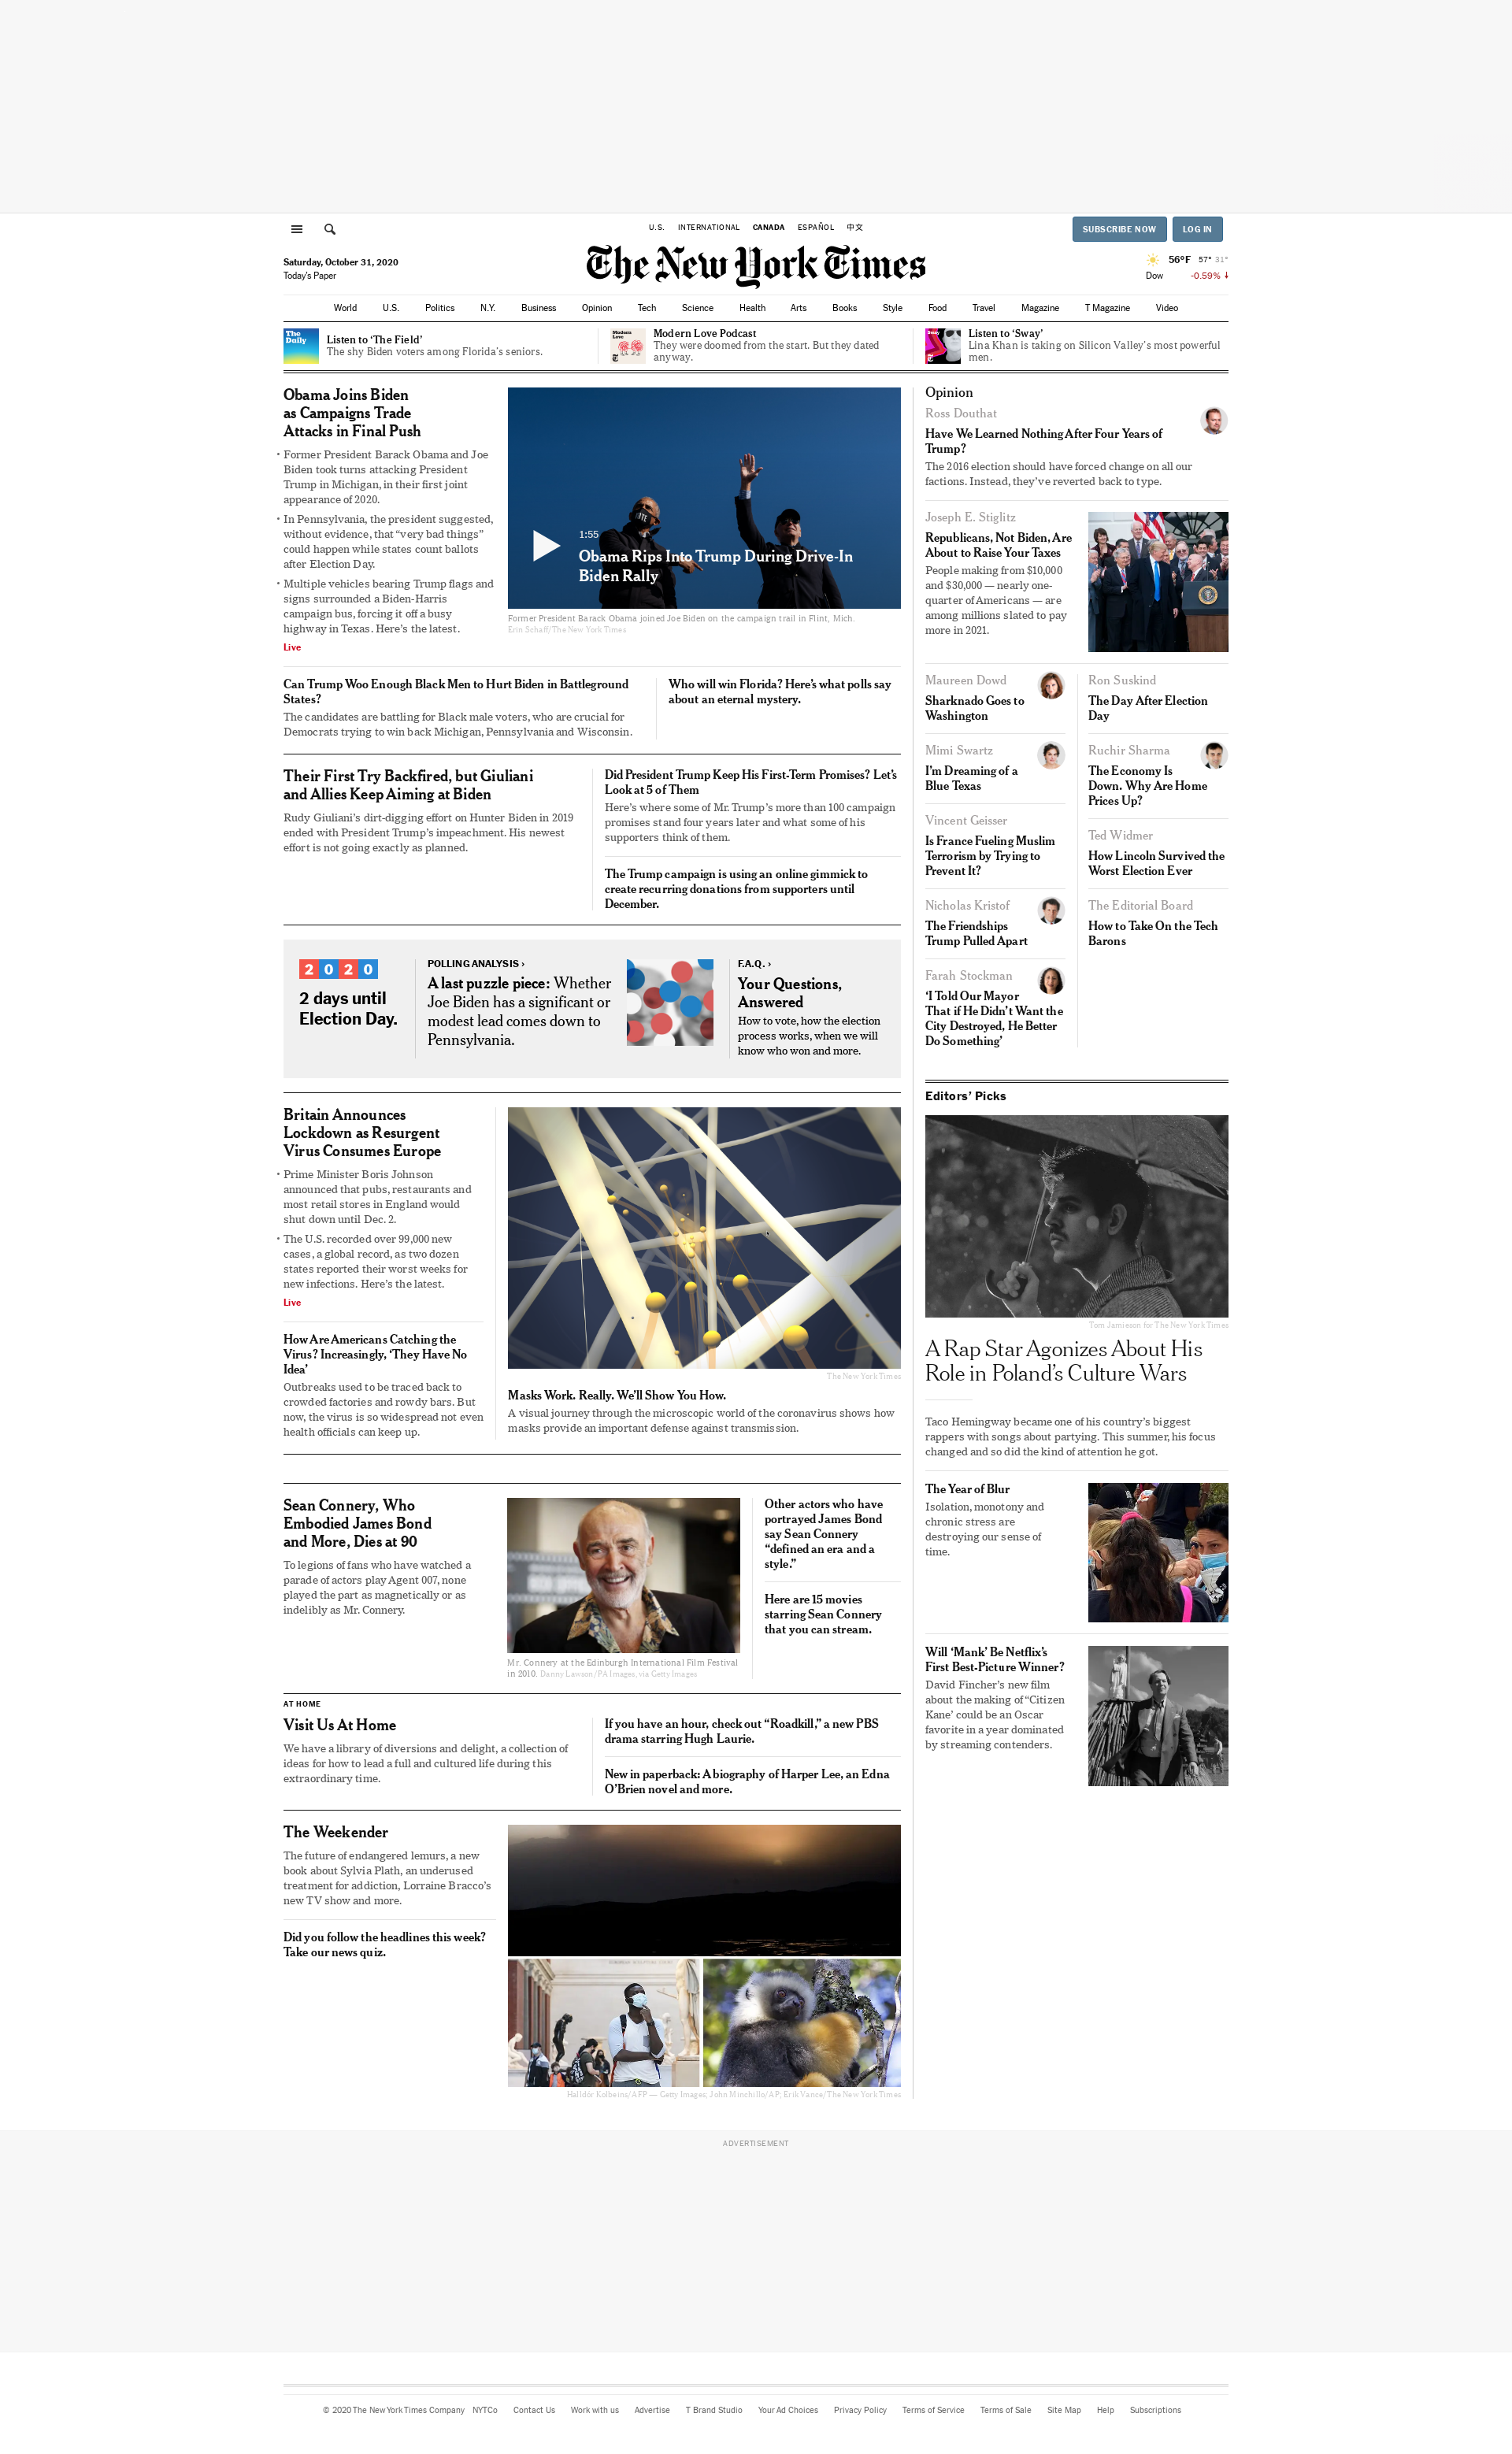 U.S. INTERNATIONAL CANADA ESPAÑOL 中文
SUBSCRIBE NOW LOG IN
Saturday, October 31, 2020
Today's Paper
The New York Times
56°F 57° 31°
Dow -0.59%
World U.S. Politics N.Y. Business Opinion Tech Science Health Arts Books Style Food Travel Magazine T Magazine Video
The
Daily
Listen to ‘The Field’
The shy Biden voters among Florida’s seniors.
Modern
Love
Modern Love Podcast
They were doomed from the start. But they dated
anyway.
Sway
Listen to ‘Sway’
Lina Khan is taking on Silicon Valley’s most powerful
men.
Obama Joins Biden
as Campaigns Trade
Attacks in Final Push
• Former President Barack Obama and Joe
Biden took turns attacking President
Trump in Michigan, in their first joint
appearance of 2020.
• In Pennsylvania, the president suggested,
without evidence, that “very bad things”
could happen while states count ballots
after Election Day.
• Multiple vehicles bearing Trump flags and
signs surrounded a Biden-Harris
campaign bus, forcing it off a busy
highway in Texas. Here’s the latest.
Live
1:55
Obama Rips Into Trump During Drive-In
Biden Rally
Former President Barack Obama joined Joe Biden on the campaign trail in Flint, Mich.
Erin Schaff/The New York Times
Can Trump Woo Enough Black Men to Hurt Biden in Battleground
States?
The candidates are battling for Black male voters, who are crucial for
Democrats trying to win back Michigan, Pennsylvania and Wisconsin.
Who will win Florida? Here’s what polls say
about an eternal mystery.
Their First Try Backfired, but Giuliani
and Allies Keep Aiming at Biden
Rudy Giuliani’s dirt-digging effort on Hunter Biden in 2019
ended with President Trump’s impeachment. His newest
effort is not going exactly as planned.
Did President Trump Keep His First-Term Promises? Let’s
Look at 5 of Them
Here’s where some of Mr. Trump’s more than 100 campaign
promises stand four years later and what some of his
supporters think of them.
The Trump campaign is using an online gimmick to
create recurring donations from supporters until
December.
2020
2 days until
Election Day.
POLLING ANALYSIS ›
A last puzzle piece: Whether
Joe Biden has a significant or
modest lead comes down to
Pennsylvania.
F.A.Q. ›
Your Questions,
Answered
How to vote, how the election
process works, when we will
know who won and more.
Britain Announces
Lockdown as Resurgent
Virus Consumes Europe
• Prime Minister Boris Johnson
announced that pubs, restaurants and
most retail stores in England would
shut down until Dec. 2.
• The U.S. recorded over 99,000 new
cases, a global record, as two dozen
states reported their worst weeks for
new infections. Here’s the latest.
Live
How Are Americans Catching the
Virus? Increasingly, ‘They Have No
Idea’
Outbreaks used to be traced back to
crowded factories and rowdy bars. But
now, the virus is so widespread not even
health officials can keep up.
The New York Times
Masks Work. Really. We’ll Show You How.
A visual journey through the microscopic world of the coronavirus shows how
masks provide an important defense against transmission.
Sean Connery, Who
Embodied James Bond
and More, Dies at 90
To legions of fans who have watched a
parade of actors play Agent 007, none
played the part as magnetically or as
indelibly as Mr. Connery.
Mr. Connery at the Edinburgh International Film Festival
in 2010. Danny Lawson/PA Images, via Getty Images
Other actors who have
portrayed James Bond
say Sean Connery
“defined an era and a
style.”
Here are 15 movies
starring Sean Connery
that you can stream.
AT HOME
Visit Us At Home
We have a library of diversions and delight, a collection of
ideas for how to lead a full and cultured life during this
extraordinary time.
If you have an hour, check out “Roadkill,” a new PBS
drama starring Hugh Laurie.
New in paperback: A biography of Harper Lee, an Edna
O’Brien novel and more.
The Weekender
The future of endangered lemurs, a new
book about Sylvia Plath, an underused
treatment for addiction, Lorraine Bracco’s
new TV show and more.
Did you follow the headlines this week?
Take our news quiz.
Halldór Kolbeins/AFP — Getty Images; John Minchillo/AP; Erik Vance/The New York Times
Opinion
Ross Douthat
Have We Learned Nothing After Four Years of
Trump?
The 2016 election should have forced change on all our
factions. Instead, they’ve reverted back to type.
Joseph E. Stiglitz
Republicans, Not Biden, Are
About to Raise Your Taxes
People making from $10,000
and $30,000 — nearly one-
quarter of Americans — are
among millions slated to pay
more in 2021.
Maureen Dowd
Sharknado Goes to
Washington
Mimi Swartz
I’m Dreaming of a
Blue Texas
Vincent Geisser
Is France Fueling Muslim
Terrorism by Trying to
Prevent It?
Nicholas Kristof
The Friendships
Trump Pulled Apart
Farah Stockman
‘I Told Our Mayor
That if He Didn’t Want the
City Destroyed, He Better
Do Something’
Ron Suskind
The Day After Election
Day
Ruchir Sharma
The Economy Is
Down. Why Are Home
Prices Up?
Ted Widmer
How Lincoln Survived the
Worst Election Ever
The Editorial Board
How to Take On the Tech
Barons
Editors’ Picks
Tom Jamieson for The New York Times
A Rap Star Agonizes About His
Role in Poland’s Culture Wars
Taco Hemingway became one of his country’s biggest
rappers with songs about partying. This summer, his focus
changed and so did the kind of attention he got.
The Year of Blur
Isolation, monotony and
chronic stress are
destroying our sense of
time.
Will ‘Mank’ Be Netflix’s
First Best-Picture Winner?
David Fincher’s new film
about the making of “Citizen
Kane’ could be an Oscar
favorite in a year dominated
by streaming contenders.
ADVERTISEMENT
© 2020 The New York Times Company NYTCo Contact Us Work with us Advertise T Brand Studio Your Ad Choices Privacy Policy Terms of Service Terms of Sale Site Map Help Subscriptions